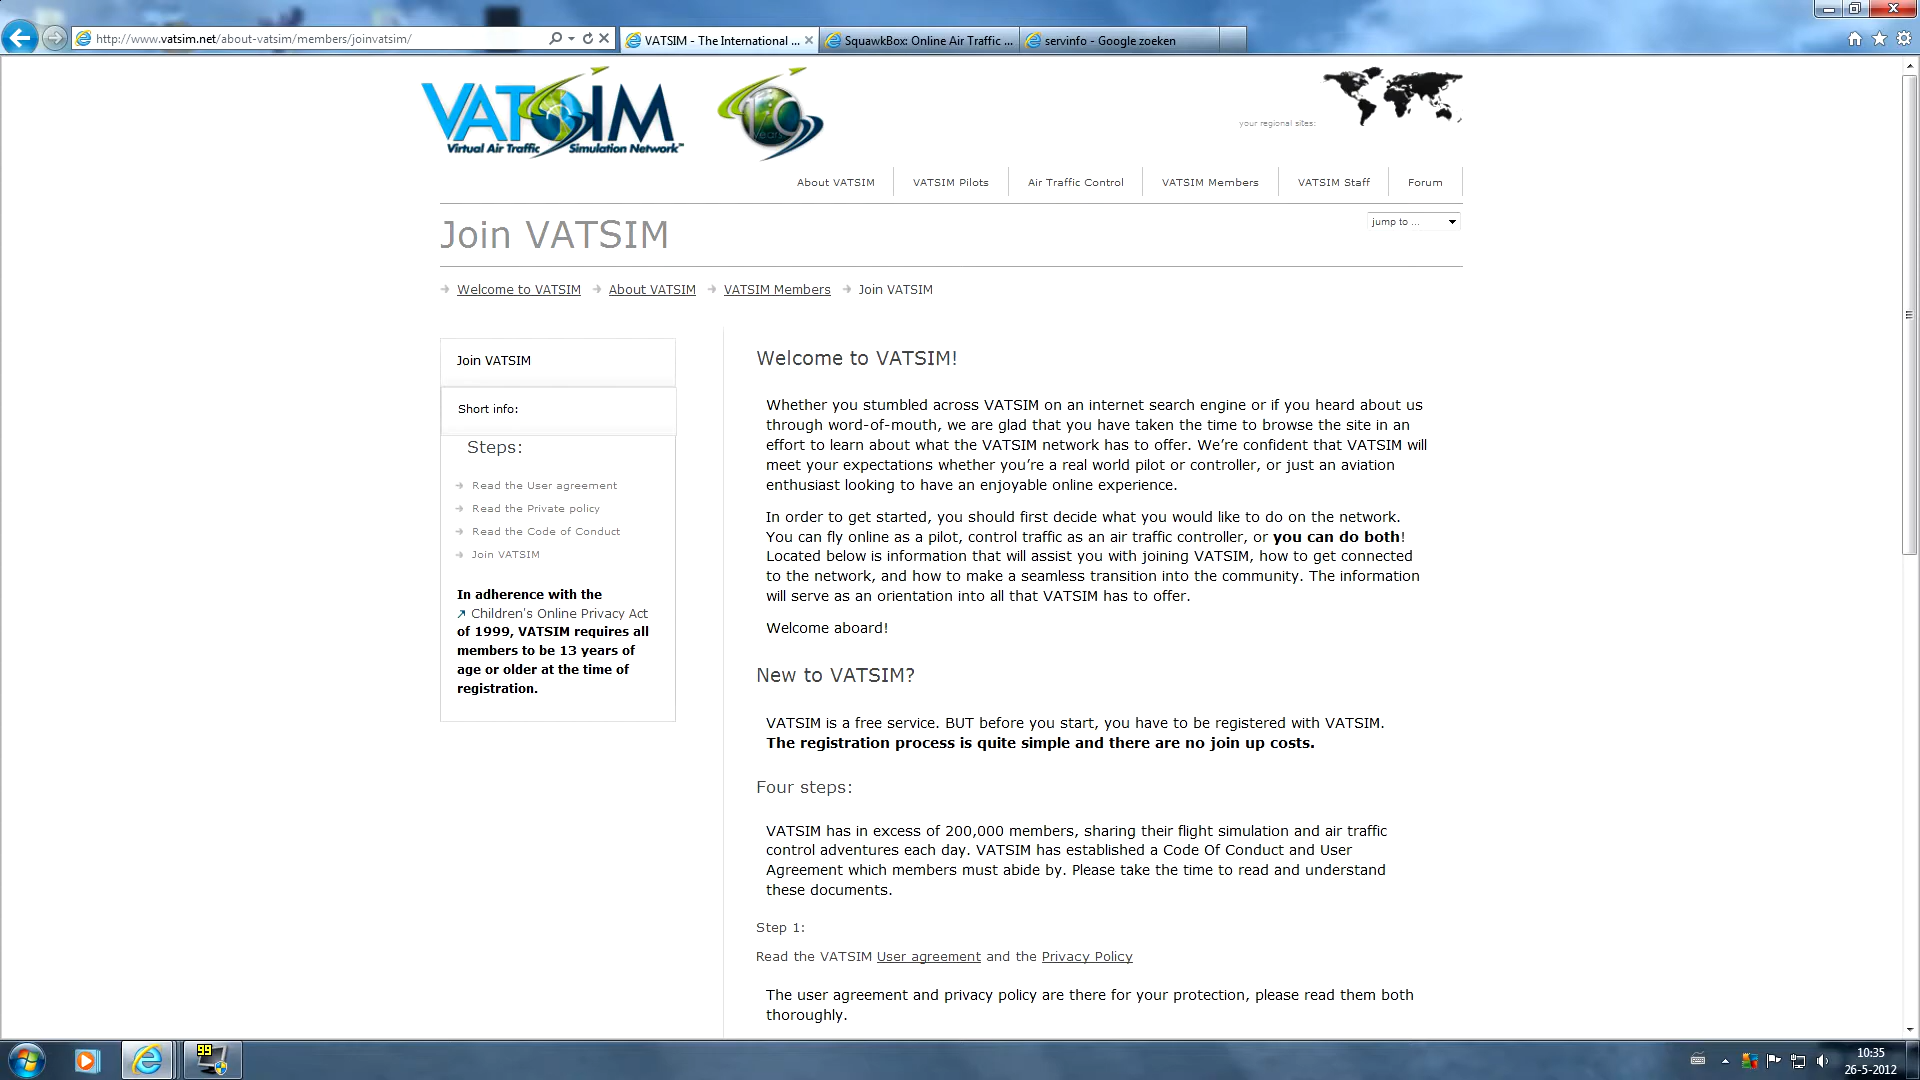 http://www.vatsim.net/about-vatsim/members/joinvatsim/
VATSIM - The International ...
SquawkBox: Online Air Traffic ...
servinfo - Google zoeken
VATSIM
Virtual Air Traffic Simulation Network™
10
years
your regional sites:
About VATSIM
VATSIM Pilots
Air Traffic Control
VATSIM Members
VATSIM Staff
Forum
Join VATSIM
jump to ...
Welcome to VATSIM
About VATSIM
VATSIM Members
Join VATSIM
Join VATSIM
Short info:
Steps:
Read the User agreement
Read the Private policy
Read the Code of Conduct
Join VATSIM
In adherence with the
Children's Online Privacy Act
of 1999, VATSIM requires all
members to be 13 years of
age or older at the time of
registration.
Welcome to VATSIM!
Whether you stumbled across VATSIM on an internet search engine or if you heard about us
through word-of-mouth, we are glad that you have taken the time to browse the site in an
effort to learn about what the VATSIM network has to offer. We’re confident that VATSIM will
meet your expectations whether you’re a real world pilot or controller, or just an aviation
enthusiast looking to have an enjoyable online experience.
In order to get started, you should first decide what you would like to do on the network.
You can fly online as a pilot, control traffic as an air traffic controller, or you can do both!
Located below is information that will assist you with joining VATSIM, how to get connected
to the network, and how to make a seamless transition into the community. The information
will serve as an orientation into all that VATSIM has to offer.
Welcome aboard!
New to VATSIM?
VATSIM is a free service. BUT before you start, you have to be registered with VATSIM.
The registration process is quite simple and there are no join up costs.
Four steps:
VATSIM has in excess of 200,000 members, sharing their flight simulation and air traffic
control adventures each day. VATSIM has established a Code Of Conduct and User
Agreement which members must abide by. Please take the time to read and understand
these documents.
Step 1:
Read the VATSIM User agreement and the Privacy Policy
The user agreement and privacy policy are there for your protection, please read them both
thoroughly.
99
10:35
26-5-2012